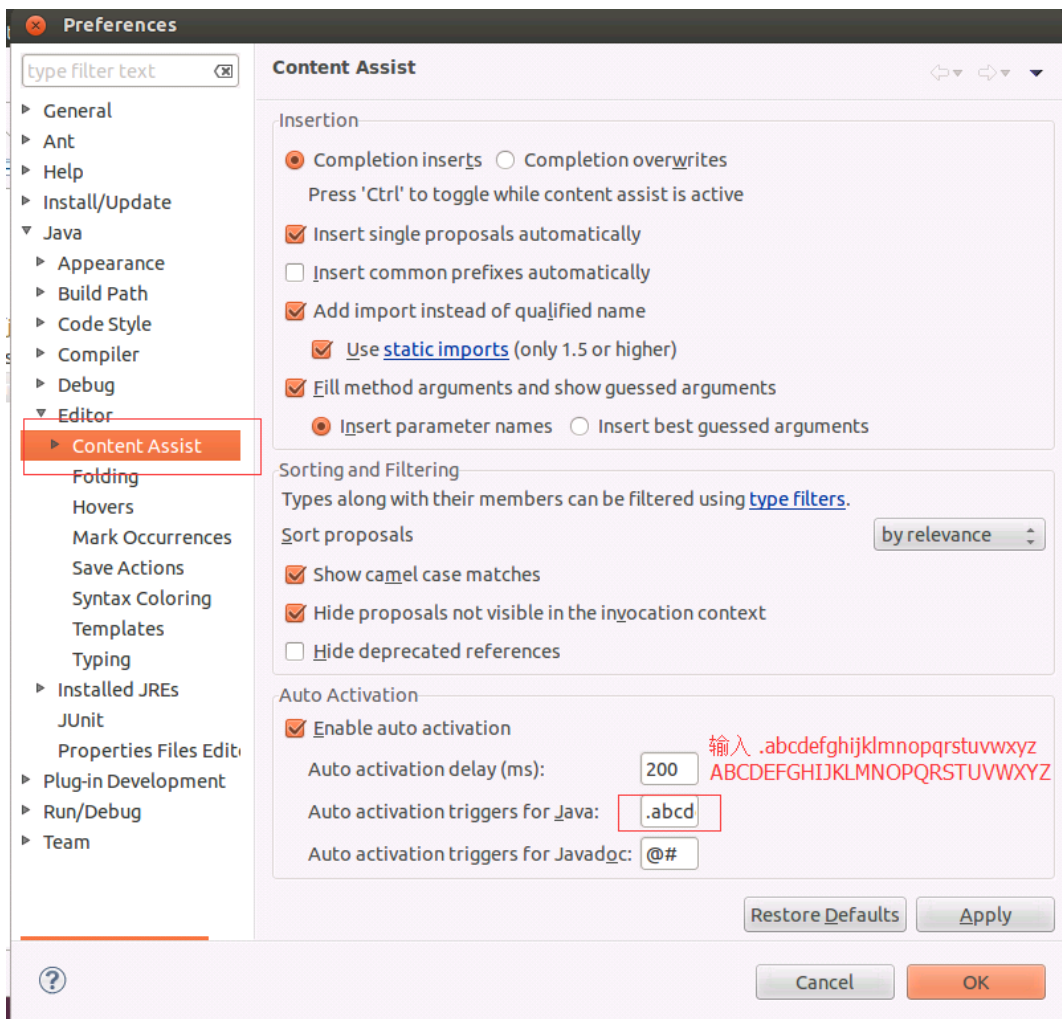 Preferences
type filter text
General
Ant
Help
Install/Update
Java
Appearance
Build Path
Code Style
Compiler
Debug
Editor
Content Assist
Folding
Hovers
Mark Occurrences
Save Actions
Syntax Coloring
Templates
Typing
Installed JREs
JUnit
Properties Files Edit
Plug-in Development
Run/Debug
Team
Content Assist
Insertion
Completion inserts
Completion overwrites
Press 'Ctrl' to toggle while content assist is active
Insert single proposals automatically
Insert common prefixes automatically
Add import instead of qualified name
Use static imports (only 1.5 or higher)
Fill method arguments and show guessed arguments
Insert parameter names
Insert best guessed arguments
Sorting and Filtering
Types along with their members can be filtered using type filters.
Sort proposals
by relevance
Show camel case matches
Hide proposals not visible in the invocation context
Hide deprecated references
Auto Activation
Enable auto activation
输入 .abcdefghijklmnopqrstuvwxyz
ABCDEFGHIJKLMNOPQRSTUVWXYZ
Auto activation delay (ms):
200
Auto activation triggers for Java:
.abcd
Auto activation triggers for Javadoc:
@#
Restore Defaults
Apply
Cancel
OK